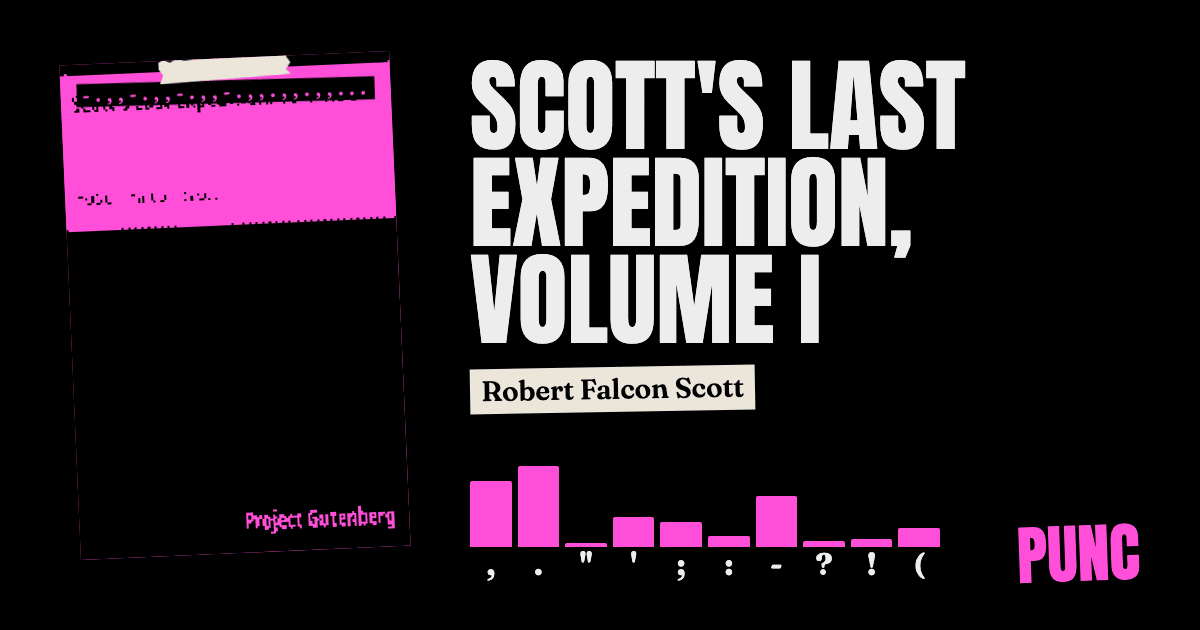 SCOTT'S LAST
EXPEDITION,
VOLUME I
Robert Falcon Scott
, . " ' ; : - ? ! (
Project Gutenberg
PUNC